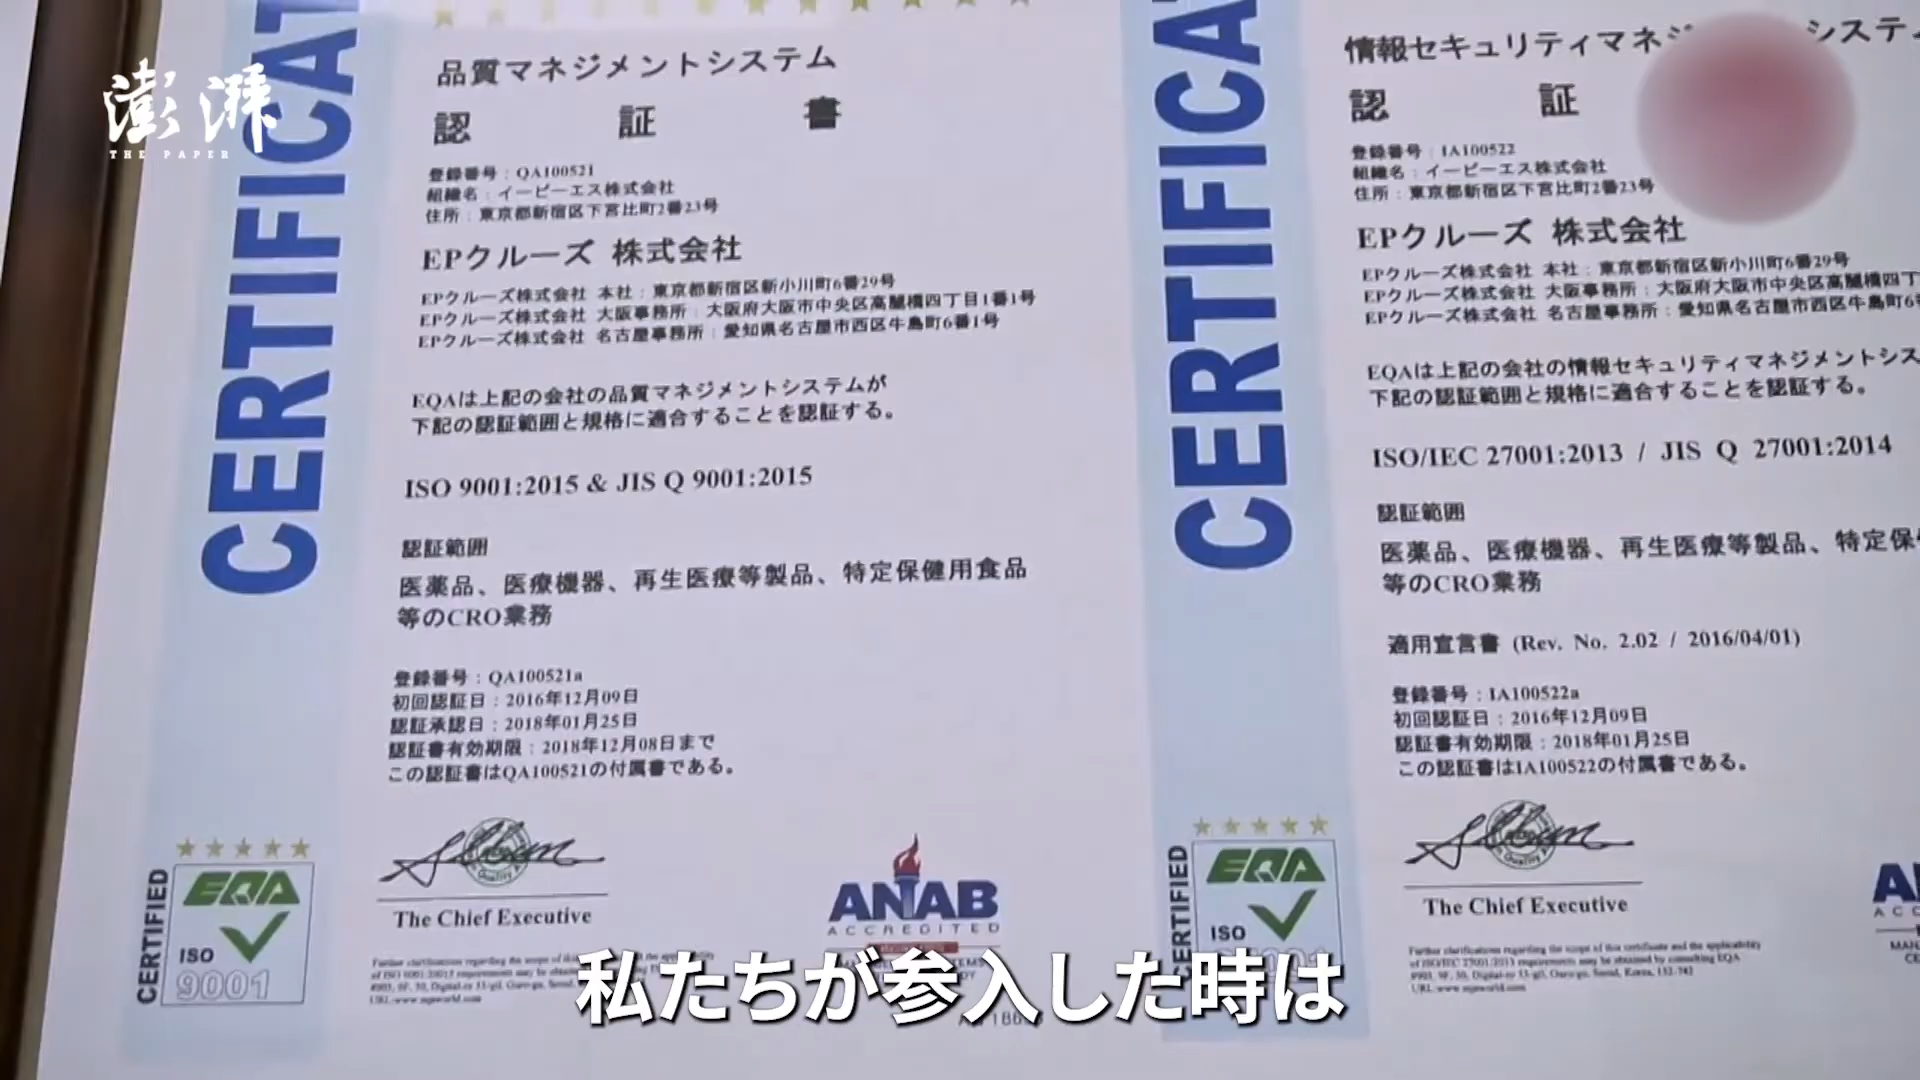 澎湃
THE PAPER
CERTIFICAT
品質マネジメントシステム
認 証 書
登録番号：QA100521
組織名：イーピーエス株式会社
住所：東京都新宿区下宮比町2番23号
EPクルーズ 株式会社
EPクルーズ株式会社 本社：東京都新宿区新小川町6番29号
EPクルーズ株式会社 大阪事務所：大阪府大阪市中央区高麗橋四丁目1番1号
EPクルーズ株式会社 名古屋事務所：愛知県名古屋市西区牛島町6番1号
EQAは上記の会社の品質マネジメントシステムが
下記の認証範囲と規格に適合することを認証する。
ISO 9001:2015 & JIS Q 9001:2015
認証範囲
医薬品、医療機器、再生医療等製品、特定保健用食品
等のCRO業務
登録番号：QA100521a
初回認証日：2016年12月09日
認証承認日：2018年01月25日
認証書有効期限：2018年12月08日まで
この認証書はQA100521の付属書である。
The Chief Executive
CERTIFIED
EQA
ISO
9001
ANAB
ACCREDITED
CERTIFICA
情報セキュリティマネ
システ
認 証
登録番号：IA100522
組織名：イーピーエス株式会社
住所：東京都新宿区下宮比町2番23号
EPクルーズ 株式会社
EPクルーズ株式会社 本社：東京都新宿区新小川町6番29号
EPクルーズ株式会社 大阪事務所：大阪府大阪市中央区高麗橋四丁
EPクルーズ株式会社 名古屋事務所：愛知県名古屋市西区牛島町6
EQAは上記の会社の情報セキュリティマネジメントシス
下記の認証範囲と規格に適合することを認証する。
ISO/IEC 27001:2013 / JIS Q 27001:2014
認証範囲
医薬品、医療機器、再生医療等製品、特定保
等のCRO業務
適用宣言書 (Rev. No. 2.02 / 2016/04/01)
登録番号：IA100522a
初回認証日：2016年12月09日
認証書有効期限：2018年01月25日
この認証書はIA100522の付属書である。
The Chief Executive
CERTIFIED
EQA
ISO
私たちが参入した時は